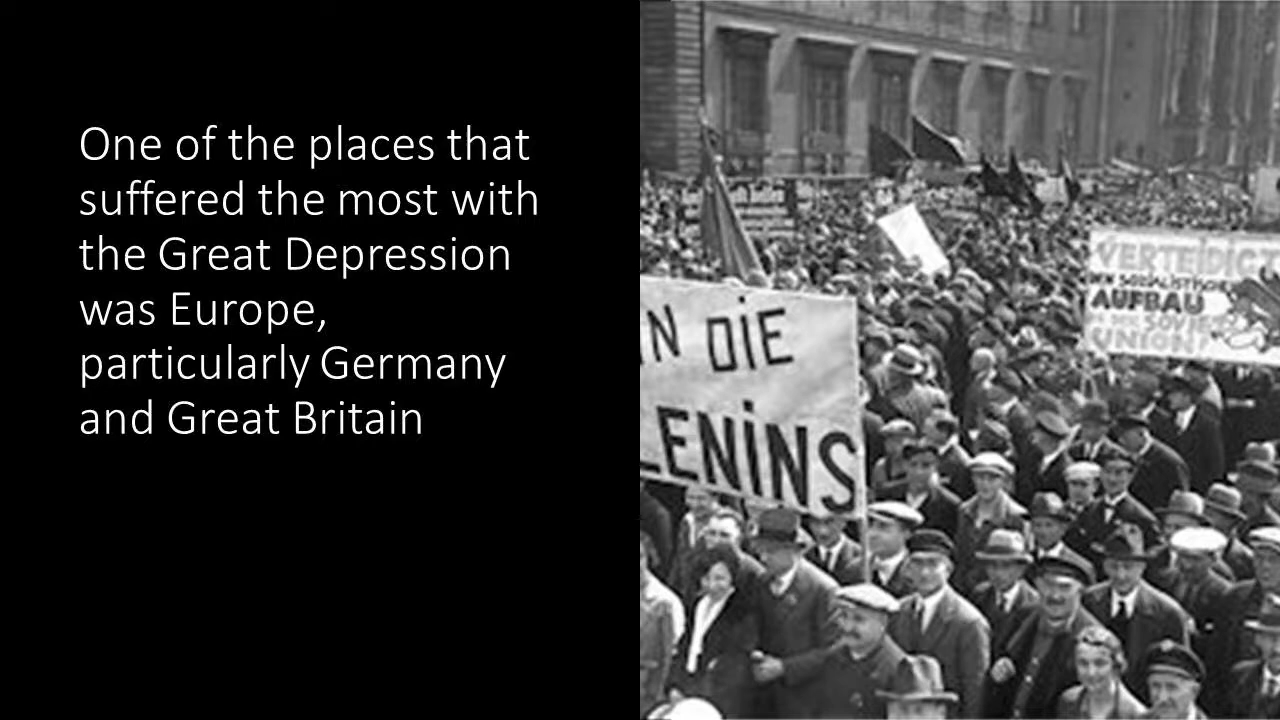 One of the places that
suffered the most with
the Great Depression
was Europe,
particularly Germany
and Great Britain
N DIE
LENINS
VERTEIDIGT
SOZIALISTISCHEN
AUFBAU
UNION!